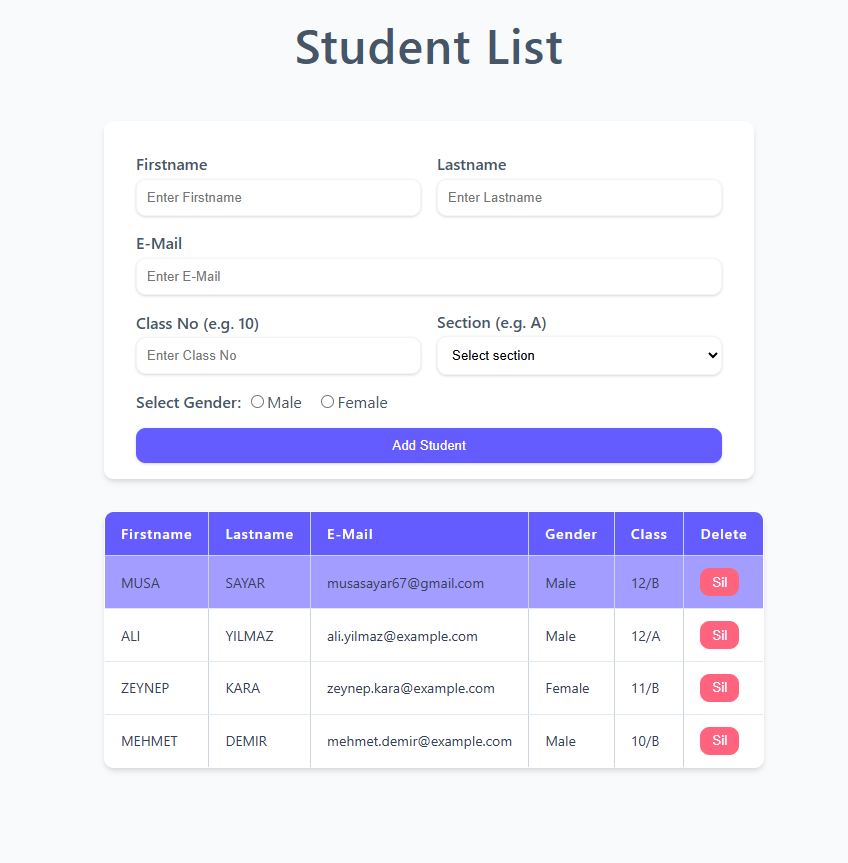 Student List
Firstname Lastname
Enter Firstname Enter Lastname
E-Mail
Enter E-Mail
Class No (e.g. 10) Section (e.g. A)
Enter Class No Select section
Select Gender: Male Female
Add Student
Firstname Lastname E-Mail Gender Class Delete
MUSA SAYAR musasayar67@gmail.com Male 12/B Sil
ALI YILMAZ ali.yilmaz@example.com Male 12/A Sil
ZEYNEP KARA zeynep.kara@example.com Female 11/B Sil
MEHMET DEMIR mehmet.demir@example.com Male 10/B Sil